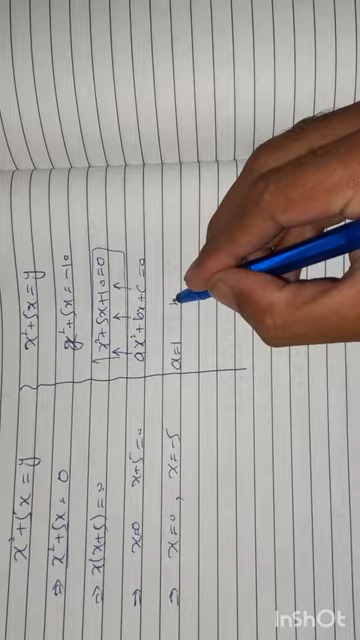 x² + 5x = y
⇒ x² + 5x = 0
⇒ x(x+5) = 0
⇒ x=0 x+5=0
⇒ x=0, x=-5
x² + 5x = y
x² + 5x = -10
x² + 5x + 10 = 0
ax² + bx + c = 0
a=1
InShOt